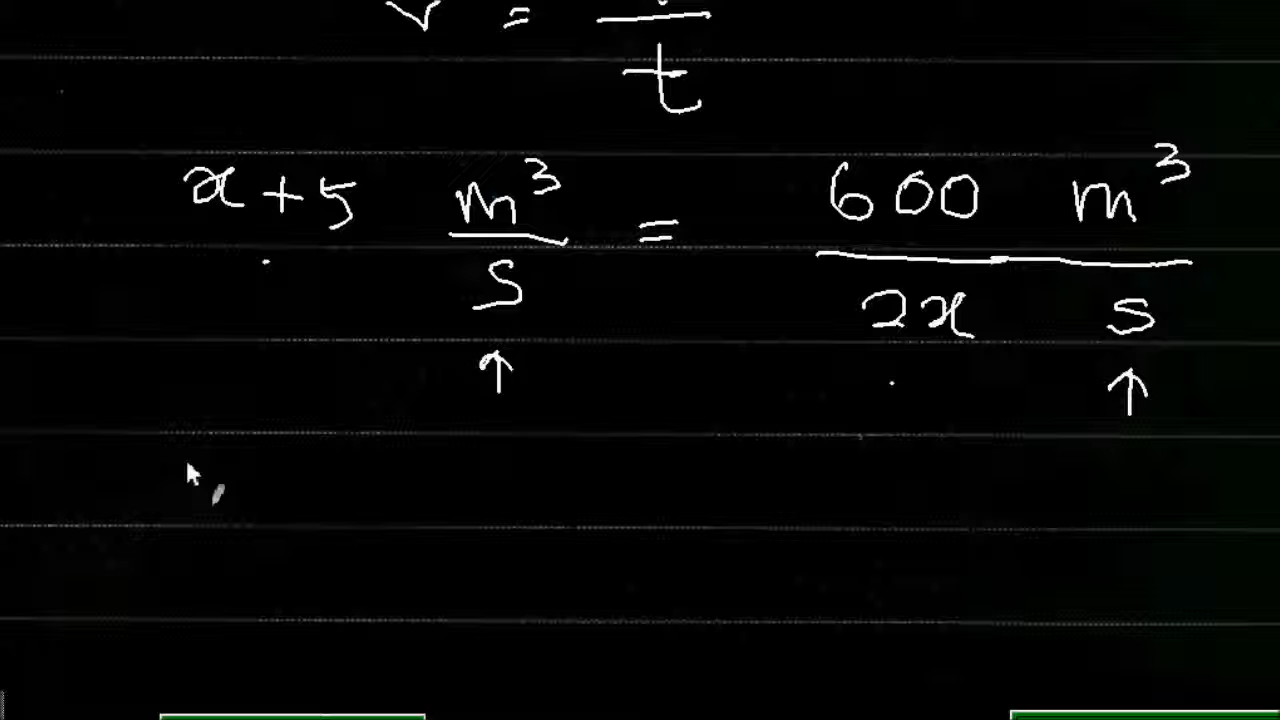 v = / t
x + 5 m³/s = 600 m³ / 2x s